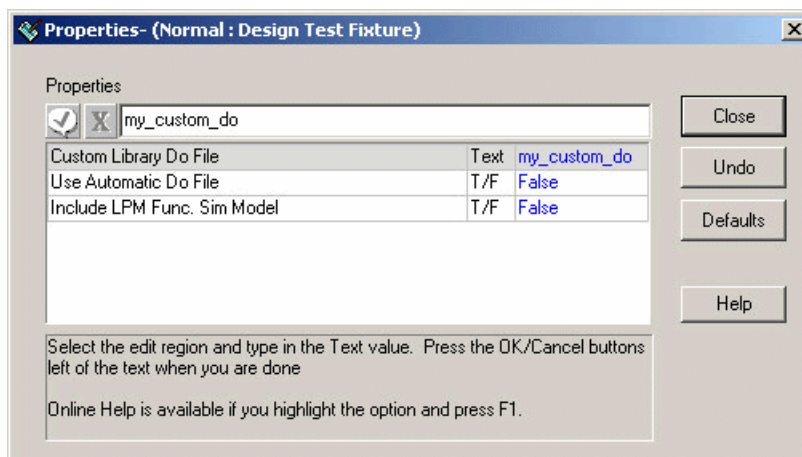 Properties- (Normal : Design Test Fixture)
Properties
X my_custom_do
Close
Custom Library Do File Text my_custom_do
Undo
Use Automatic Do File T/F False
Include LPM Func. Sim Model T/F False
Defaults
Help
Select the edit region and type in the Text value. Press the OK/Cancel buttons
left of the text when you are done
Online Help is available if you highlight the option and press F1.